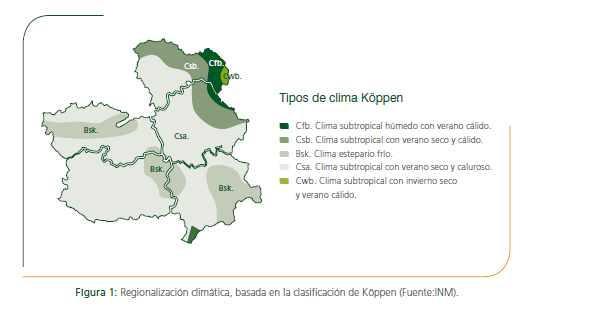 Csb.
Cfb.
Cwb.
Bsk.
Csa.
Bsk.
Bsk.
Tipos de clima Köppen
Cfb. Clima subtropical húmedo con verano cálido.
Csb. Clima subtropical con verano seco y cálido.
Bsk. Clima estepario frío.
Csa. Clima subtropical con verano seco y caluroso.
Cwb. Clima subtropical con invierno seco
y verano cálido.
Figura 1: Regionalización climática, basada en la clasificación de Köppen (Fuente:INM).